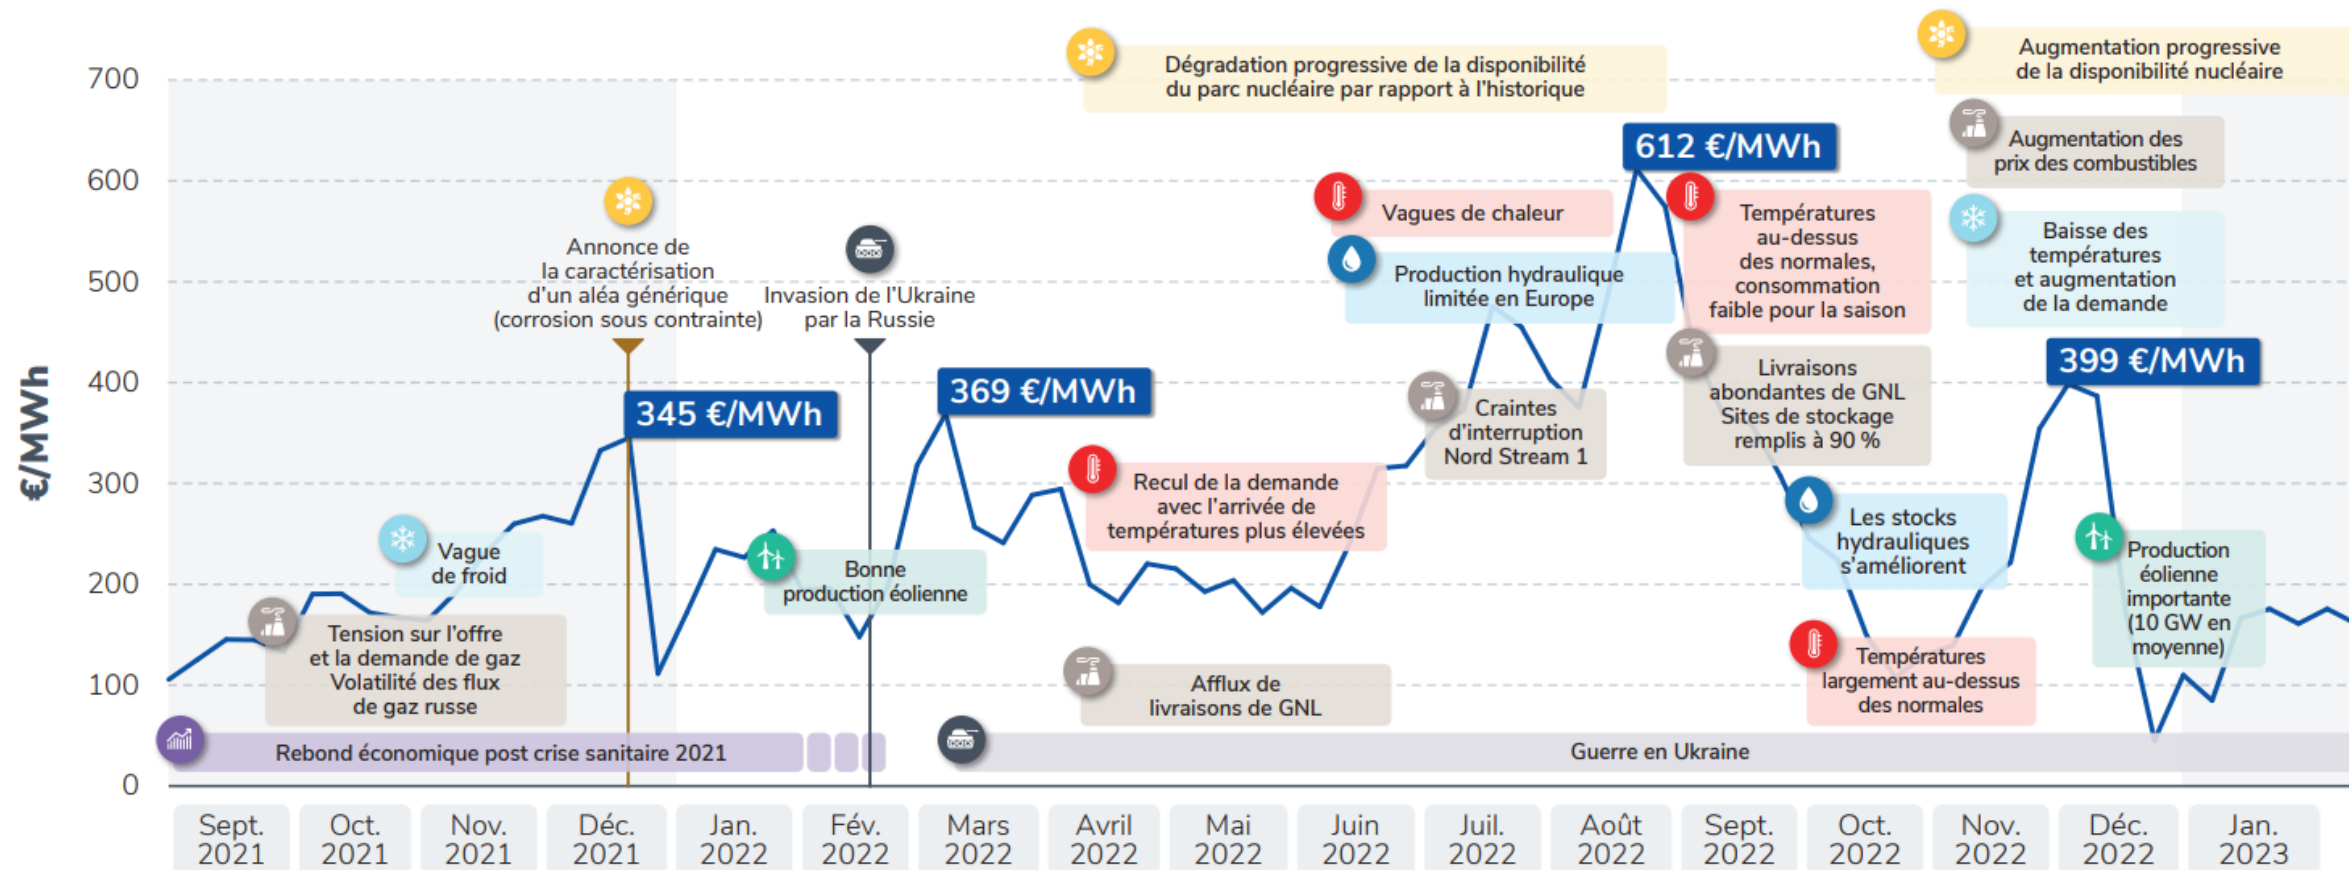 Dégradation progressive de la disponibilité
du parc nucléaire par rapport à l'historique
Augmentation progressive
de la disponibilité nucléaire
€/MWh
700
600
500
400
300
200
100
0
Annonce de
la caractérisation
d'un aléa générique
(corrosion sous contrainte)
Invasion de l'Ukraine
par la Russie
345 €/MWh
369 €/MWh
612 €/MWh
399 €/MWh
Vague
de froid
Tension sur l'offre
et la demande de gaz
Volatilité des flux
de gaz russe
Rebond économique post crise sanitaire 2021
Bonne
production éolienne
Recul de la demande
avec l'arrivée de
températures plus élevées
Afflux de
livraisons de GNL
Vagues de chaleur
Production hydraulique
limitée en Europe
Craintes
d'interruption
Nord Stream 1
Températures
au-dessus
des normales,
consommation
faible pour la saison
Livraisons
abondantes de GNL
Sites de stockage
remplis à 90 %
Les stocks
hydrauliques
s'améliorent
Températures
largement au-dessus
des normales
Augmentation des
prix des combustibles
Baisse des
températures
et augmentation
de la demande
Production
éolienne
importante
(10 GW en
moyenne)
Guerre en Ukraine
Sept.
2021
Oct.
2021
Nov.
2021
Déc.
2021
Jan.
2022
Fév.
2022
Mars
2022
Avril
2022
Mai
2022
Juin
2022
Juil.
2022
Août
2022
Sept.
2022
Oct.
2022
Nov.
2022
Déc.
2022
Jan.
2023